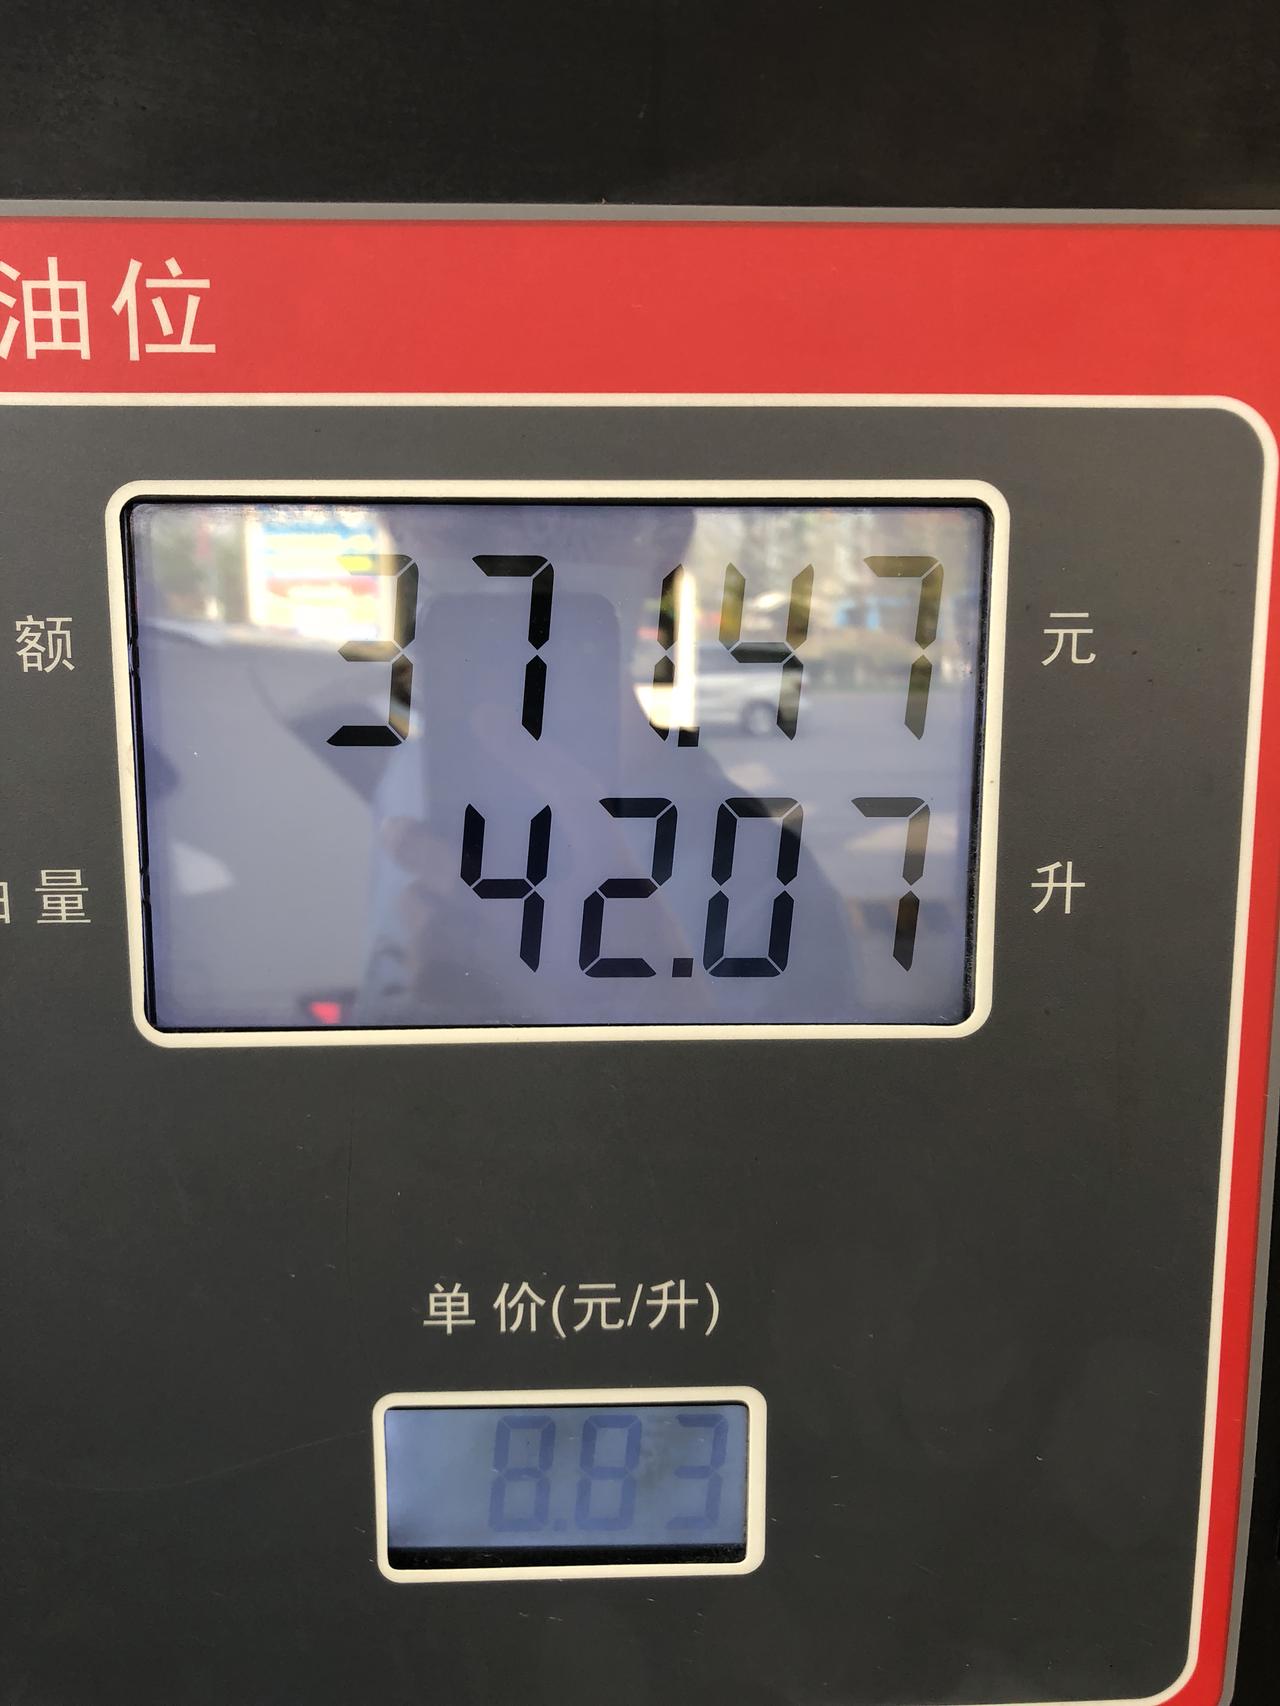 油位
额 371.47 元
量 42.07 升
单价(元/升)
8.83